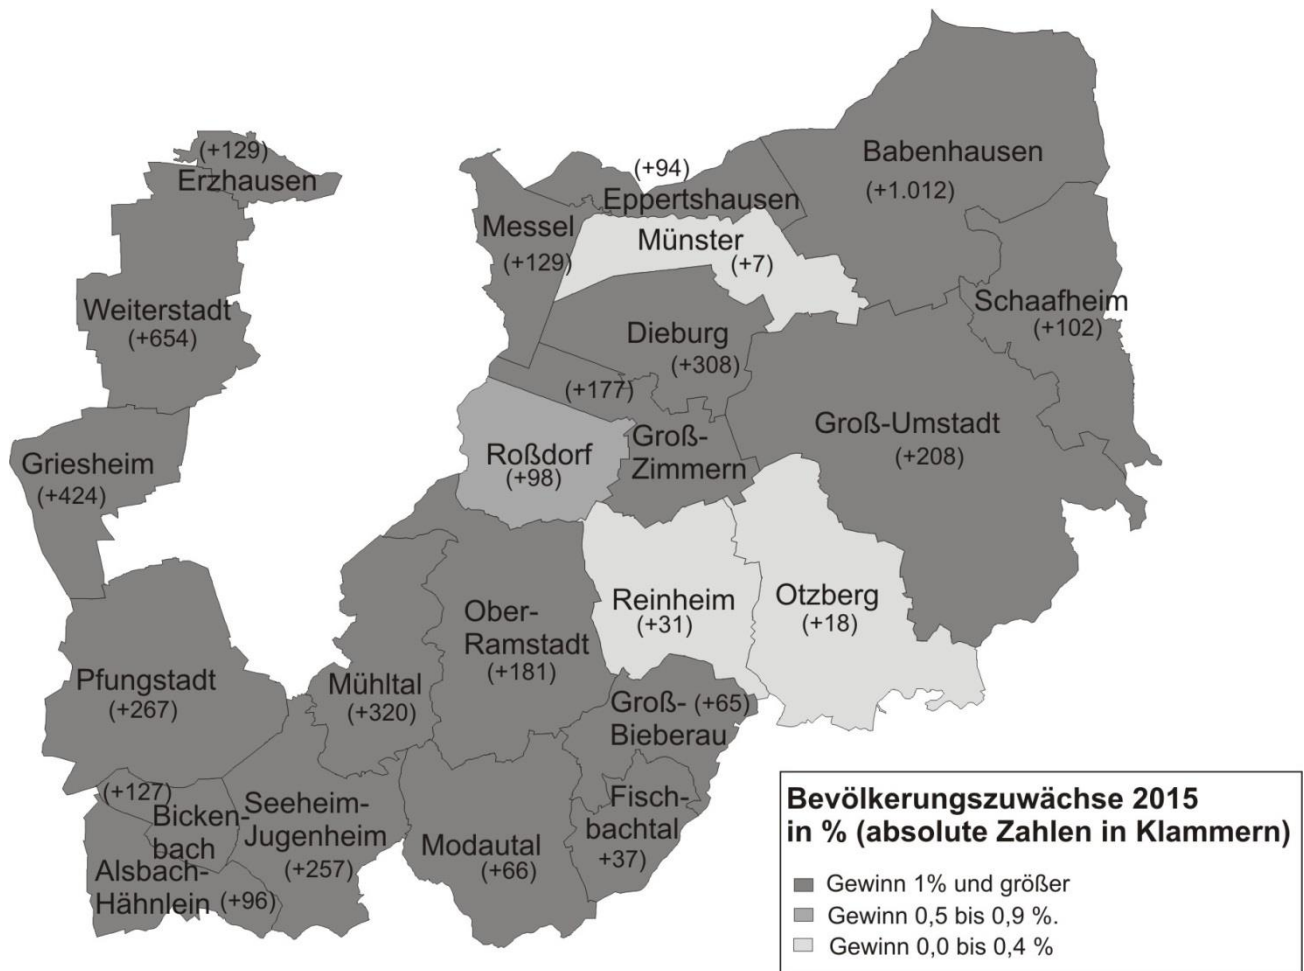 (+129)
Erzhausen
Weiterstadt
(+654)
Griesheim
(+424)
Pfungstadt
(+267)
(+127)
Bicken-
bach
Alsbach-
Hähnlein (+96)
Seeheim-
Jugenheim
(+257)
Mühltal
(+320)
Ober-
Ramstadt
(+181)
Modautal
(+66)
Groß- (+65)
Bieberau
Fisch-
bachtal
+37)
Reinheim
(+31)
Otzberg
(+18)
Roßdorf
(+98)
(+177)
Groß-
Zimmern
Dieburg
(+308)
Messel
(+129)
(+94)
Eppertshausen
Münster
(+7)
Babenhausen
(+1.012)
Schaafheim
(+102)
Groß-Umstadt
(+208)
Bevölkerungszuwächse 2015
in % (absolute Zahlen in Klammern)
Gewinn 1% und größer
Gewinn 0,5 bis 0,9 %.
Gewinn 0,0 bis 0,4 %